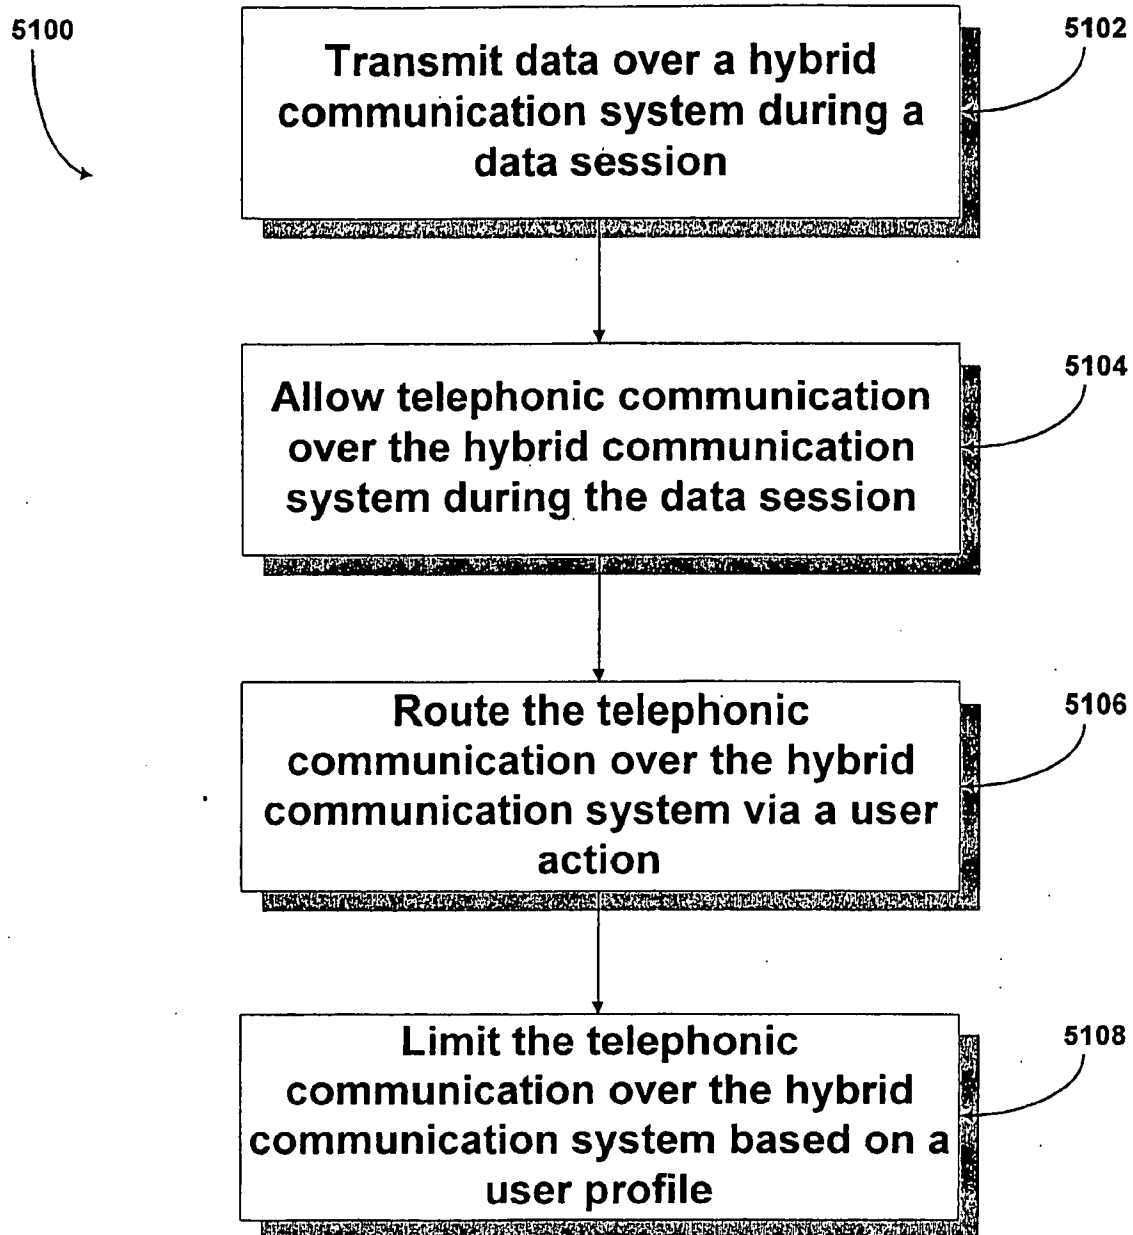 5100
5102
Transmit data over a hybrid
communication system during a
data session
5104
Allow telephonic communication
over the hybrid communication
system during the data session
5106
Route the telephonic
communication over the hybrid
communication system via a user
action
5108
Limit the telephonic
communication over the hybrid
communication system based on a
user profile